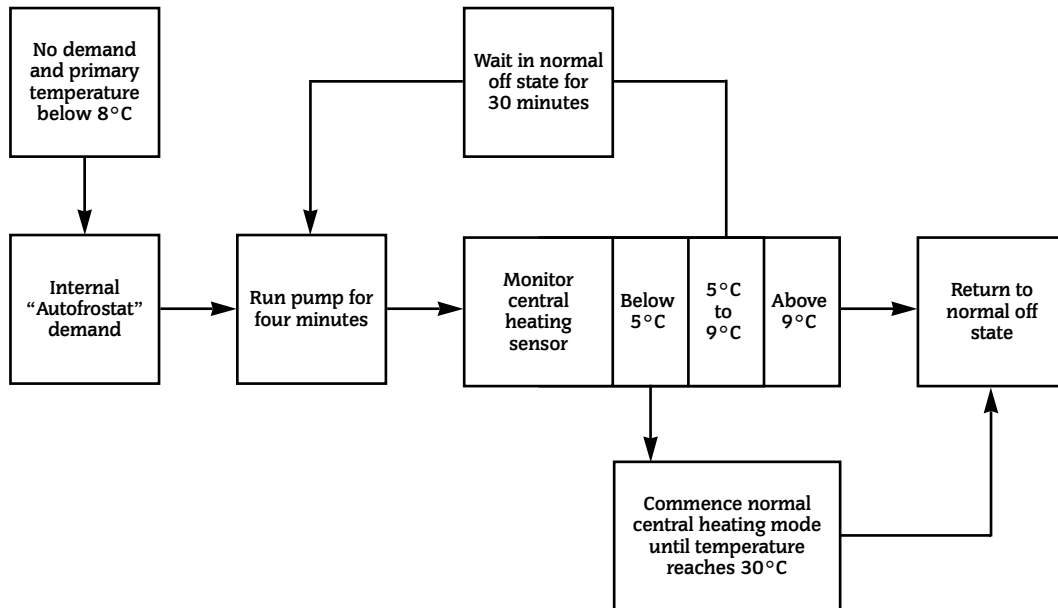 No demand
and primary
temperature
below 8°C
Wait in normal
off state for
30 minutes
Internal
“Autofrostat”
demand
Run pump for
four minutes
Monitor
central
heating
sensor
Below
5°C
5°C
to
9°C
Above
9°C
Return to
normal off
state
Commence normal
central heating mode
until temperature
reaches 30°C